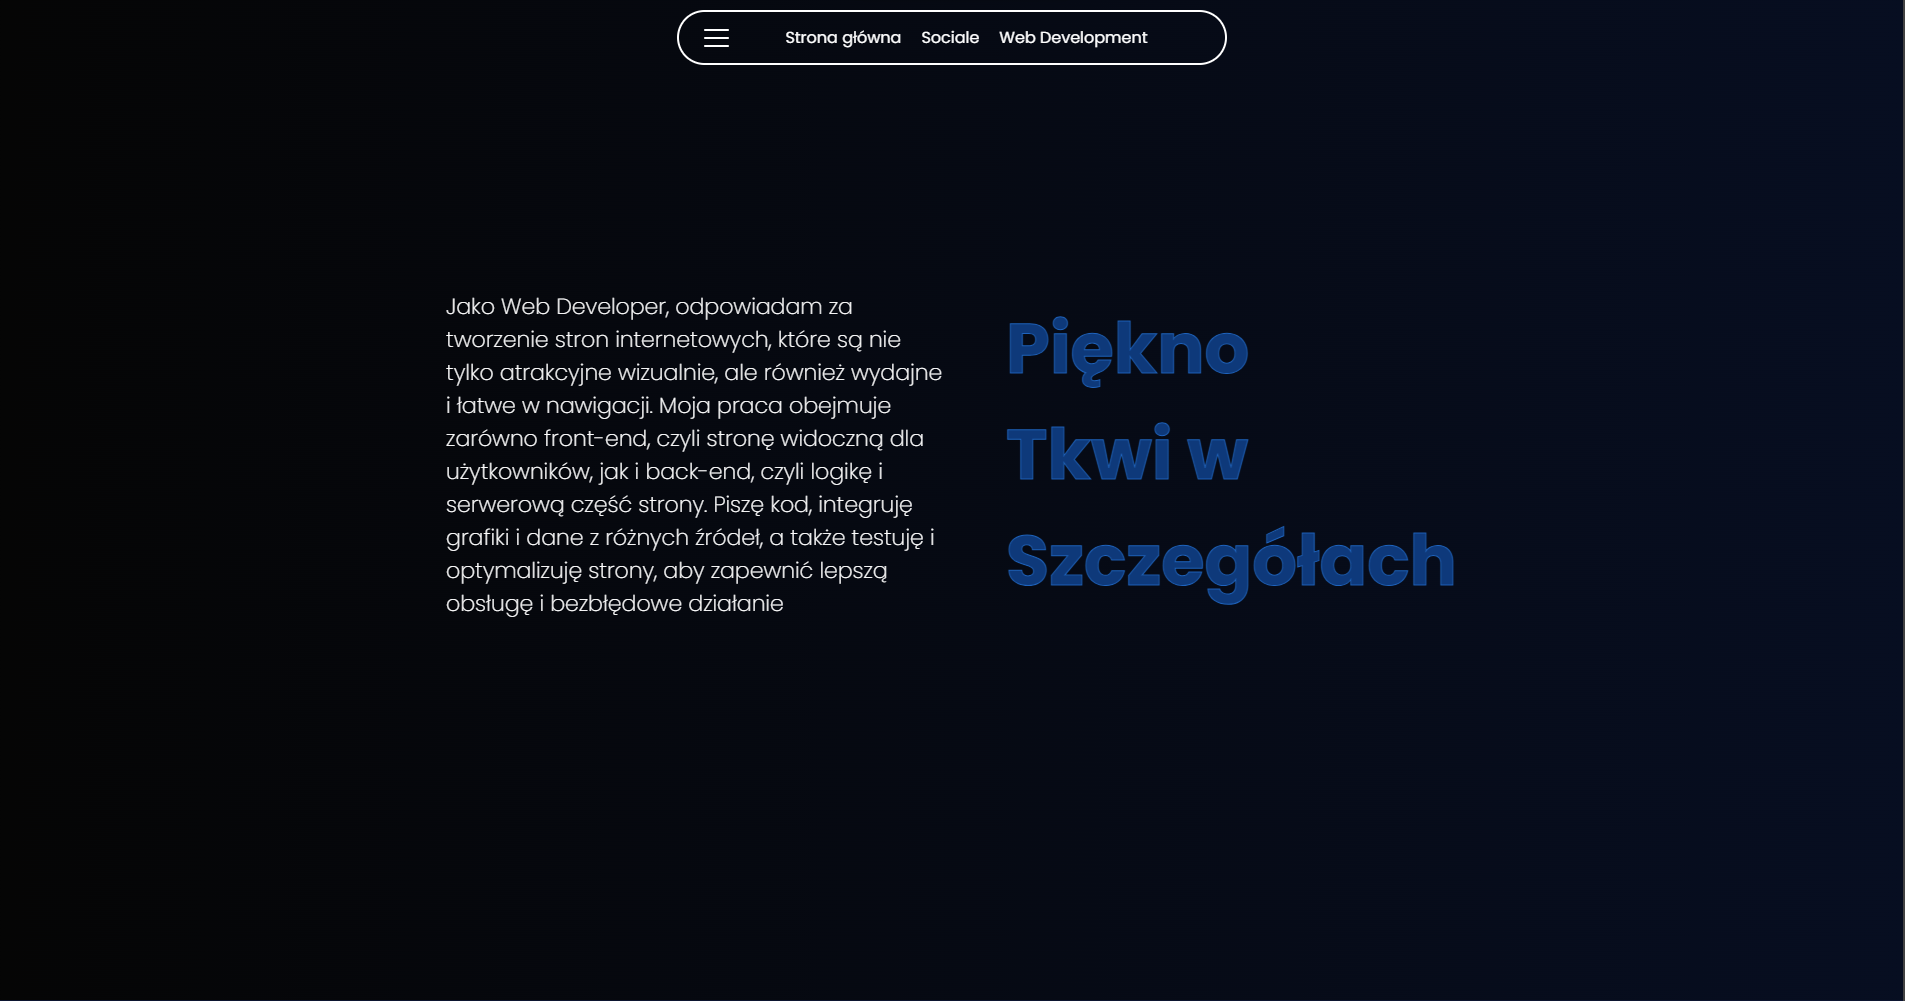 Strona główna Sociale Web Development
Jako Web Developer, odpowiadam za
tworzenie stron internetowych, które są nie
tylko atrakcyjne wizualnie, ale również wydajne
i łatwe w nawigacji. Moja praca obejmuje
zarówno front-end, czyli stronę widoczną dla
użytkowników, jak i back-end, czyli logikę i
serwerową część strony. Piszę kod, integruję
grafiki i dane z różnych źródeł, a także testuję i
optymalizuję strony, aby zapewnić lepszą
obsługę i bezbłędowe działanie
Piękno
Tkwi w
Szczegółach